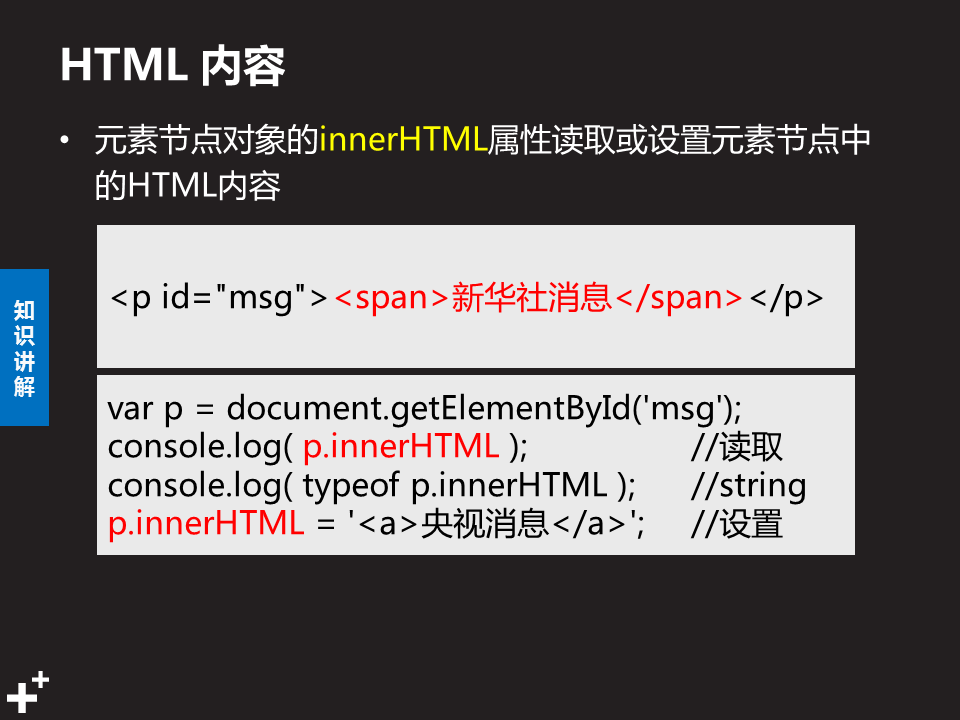 HTML 内容
• 元素节点对象的innerHTML属性读取或设置元素节点中
的HTML内容
<p id="msg"><span>新华社消息</span></p>
知
识
讲
解
var p = document.getElementById('msg');
console.log( p.innerHTML ); //读取
console.log( typeof p.innerHTML ); //string
p.innerHTML = '<a>央视消息</a>'; //设置